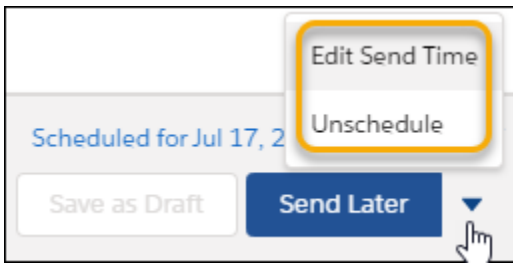 Edit Send Time
Unschedule
Scheduled for Jul 17, 2
Save as Draft
Send Later